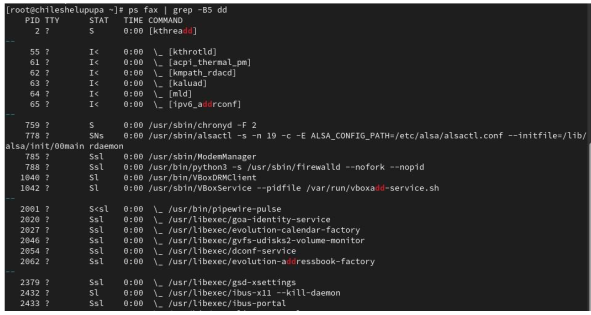 [root@chileshelupupa ~]# ps fax | grep -B5 dd
PID TTY STAT TIME COMMAND
2 ? S 0:00 [kthreadd]
--
55 ? I< 0:00 \_ [kthrotld]
61 ? I< 0:00 \_ [acpi_thermal_pm]
62 ? I< 0:00 \_ [kmpath_rdacd]
63 ? I< 0:00 \_ [kaluad]
64 ? I< 0:00 \_ [mld]
65 ? I< 0:00 \_ [ipv6_addrconf]
--
759 ? S 0:00 /usr/sbin/chronyd -F 2
778 ? SNs 0:00 /usr/sbin/alsactl -s -n 19 -c -E ALSA_CONFIG_PATH=/etc/alsa/alsactl.conf --initfile=/lib/
alsa/init/00main rdaemon
785 ? Ssl 0:00 /usr/sbin/ModemManager
788 ? Ssl 0:00 /usr/bin/python3 -s /usr/sbin/firewalld --nofork --nopid
1040 ? Sl 0:00 /usr/bin/VBoxDRMClient
1042 ? Sl 0:00 /usr/sbin/VBoxService --pidfile /var/run/vboxadd-service.sh
--
2001 ? S<sl 0:00 \_ /usr/bin/pipewire-pulse
2020 ? Ssl 0:00 \_ /usr/libexec/goa-identity-service
2027 ? Ssl 0:00 \_ /usr/libexec/evolution-calendar-factory
2046 ? Ssl 0:00 \_ /usr/libexec/gvfs-udisks2-volume-monitor
2054 ? Ssl 0:00 \_ /usr/libexec/dconf-service
2062 ? Ssl 0:00 \_ /usr/libexec/evolution-addressbook-factory
--
2379 ? Ssl 0:00 \_ /usr/libexec/gsd-xsettings
2432 ? Sl 0:00 \_ /usr/libexec/ibus-x11 --kill-daemon
2433 ? Ssl 0:00 \_ /usr/libexec/ibus-portal